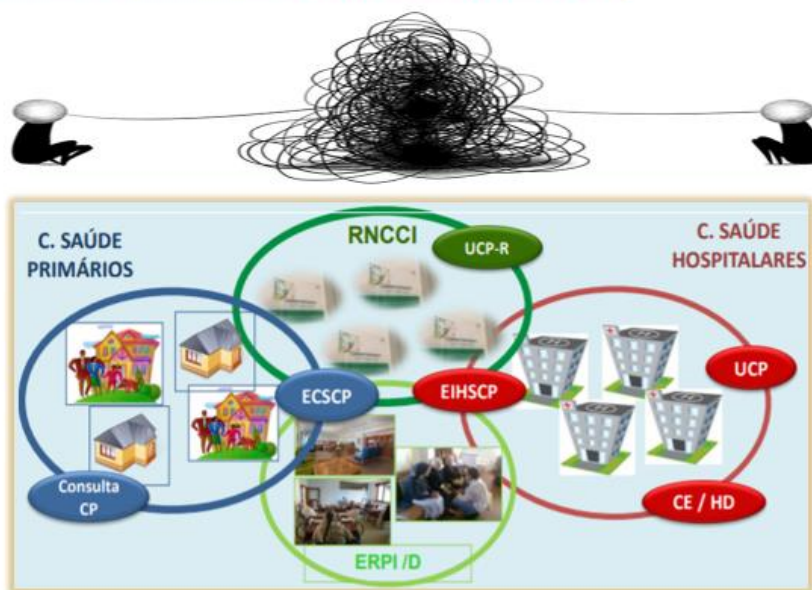 C. SAÚDE
PRIMÁRIOS
RNCCI
UCP-R
C. SAÚDE
HOSPITALARES
UCP
ECSCP
EIHSCP
Consulta
CP
CE / HD
ERPI /D